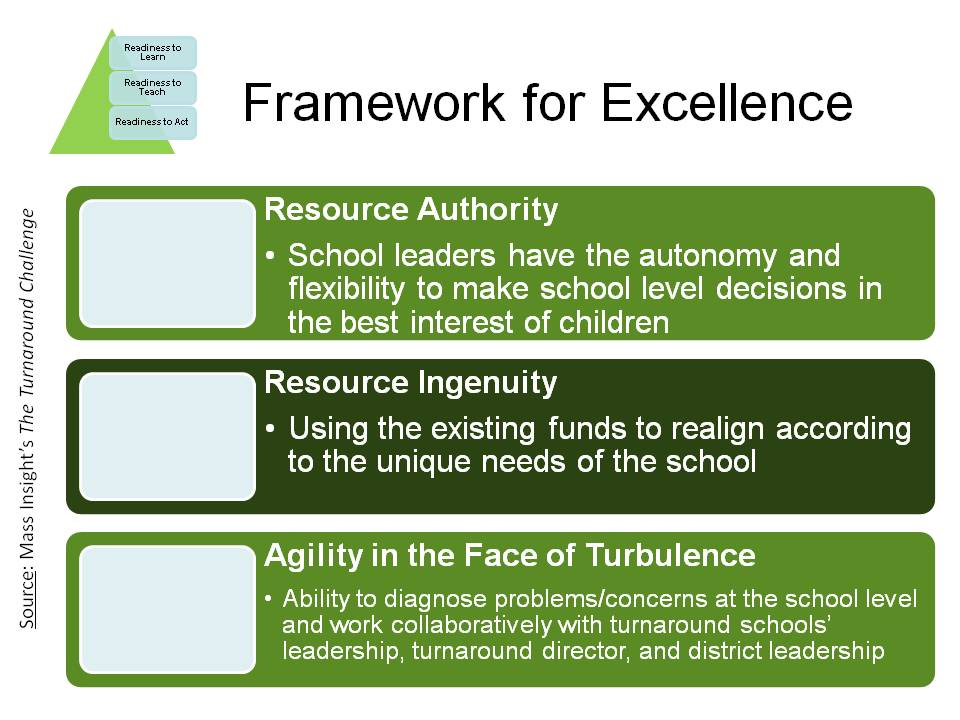 Readiness to
Learn
Readiness to
Teach
Readiness to Act
Framework for Excellence
Source: Mass Insight's The Turnaround Challenge
Resource Authority
• School leaders have the autonomy and
flexibility to make school level decisions in
the best interest of children
Resource Ingenuity
• Using the existing funds to realign according
to the unique needs of the school
Agility in the Face of Turbulence
• Ability to diagnose problems/concerns at the school level
and work collaboratively with turnaround schools’
leadership, turnaround director, and district leadership